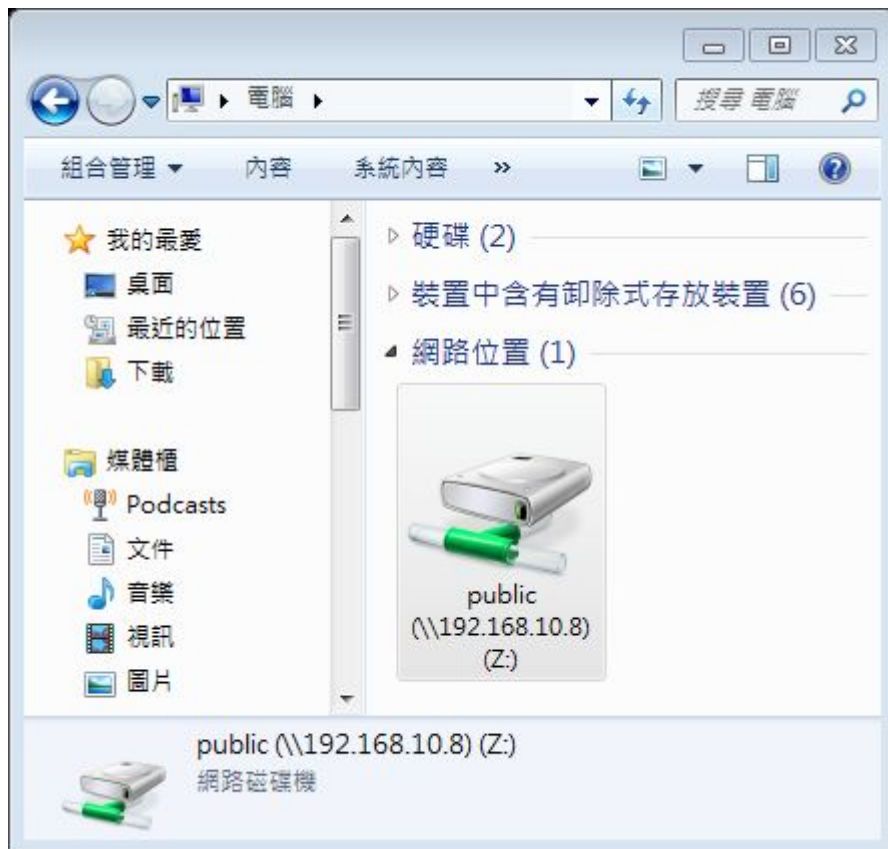 電腦
搜尋 電腦
組合管理 內容 系統內容 »
我的最愛
桌面
最近的位置
下載
媒體櫃
Podcasts
文件
音樂
視訊
圖片
硬碟 (2)
裝置中含有卸除式存放裝置 (6)
網路位置 (1)
public
(\\192.168.10.8)
(Z:)
public (\\192.168.10.8) (Z:)
網路磁碟機